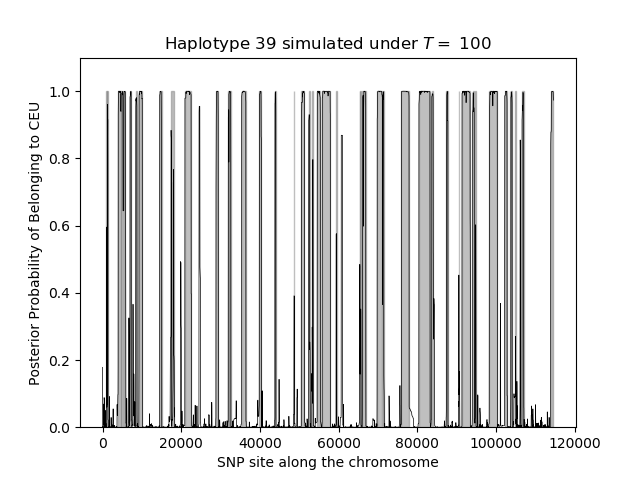 Haplotype 39 simulated under T = 100
Posterior Probability of Belonging to CEU
1.0
0.8
0.6
0.4
0.2
0.0
0 20000 40000 60000 80000 100000 120000
SNP site along the chromosome